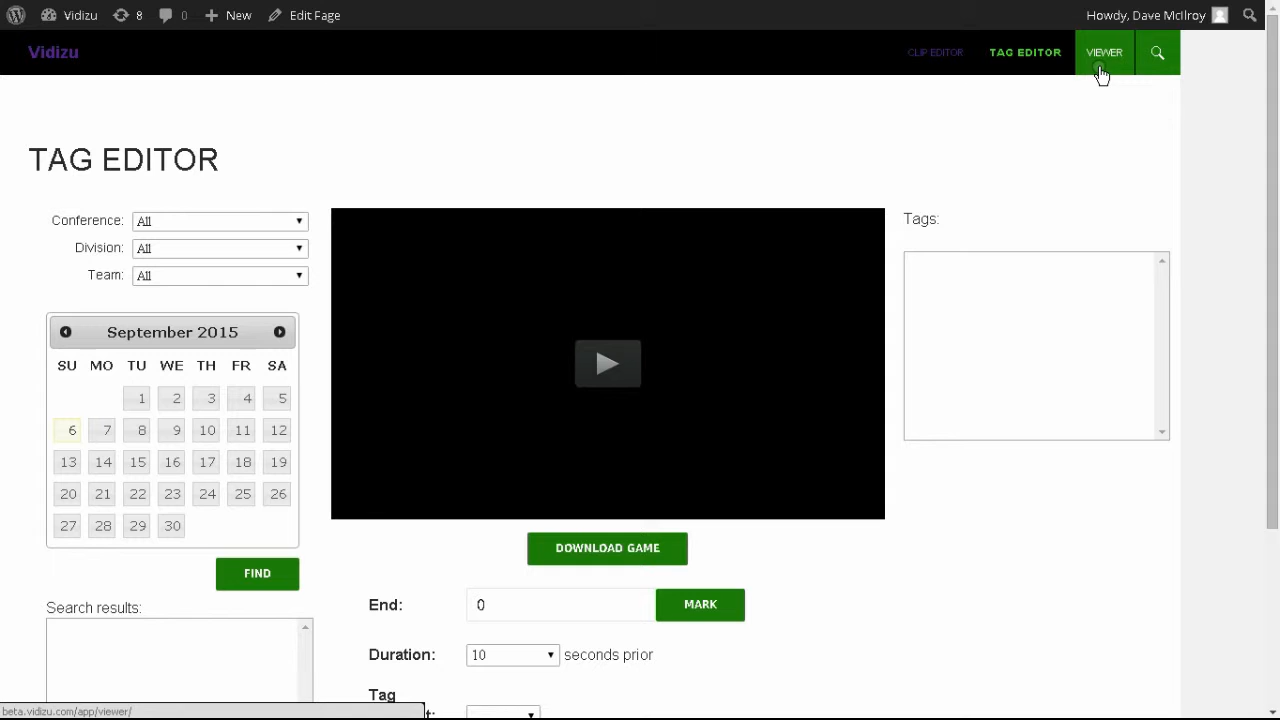 Vidizu 8 0 New Edit Page Howdy, Dave McIlroy
Vidizu CLIP EDITOR TAG EDITOR VIEWER
TAG EDITOR
Conference: All
Division: All
Team: All
September 2015
SU MO TU WE TH FR SA
1 2 3 4 5
6 7 8 9 10 11 12
13 14 15 16 17 18 19
20 21 22 23 24 25 26
27 28 29 30
FIND
Search results:
Tags:
DOWNLOAD GAME
End: 0 MARK
Duration: 10 seconds prior
Tag
beta.vidizu.com/app/viewer/